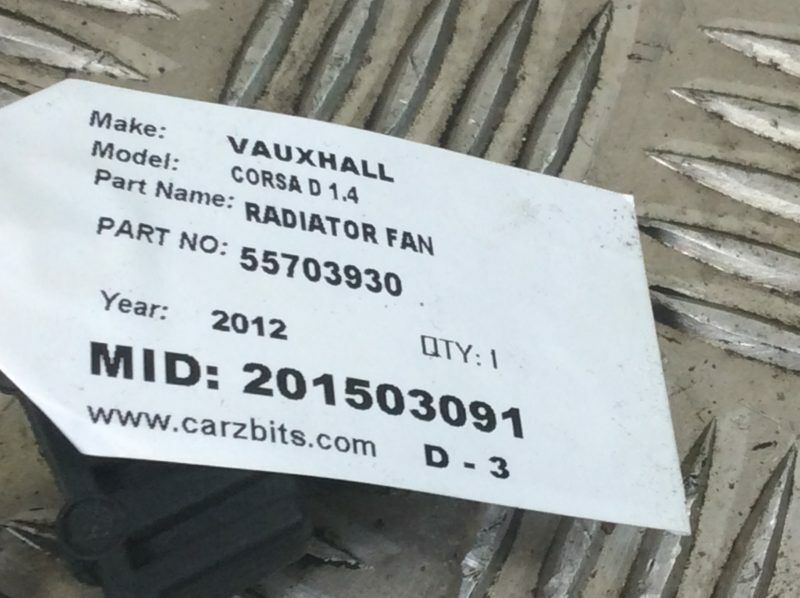 Make: VAUXHALL
Model: CORSA D 1.4
Part Name: RADIATOR FAN
PART NO: 55703930
Year: 2012 QTY: 1
MID: 201503091
www.carzbits.com D - 3